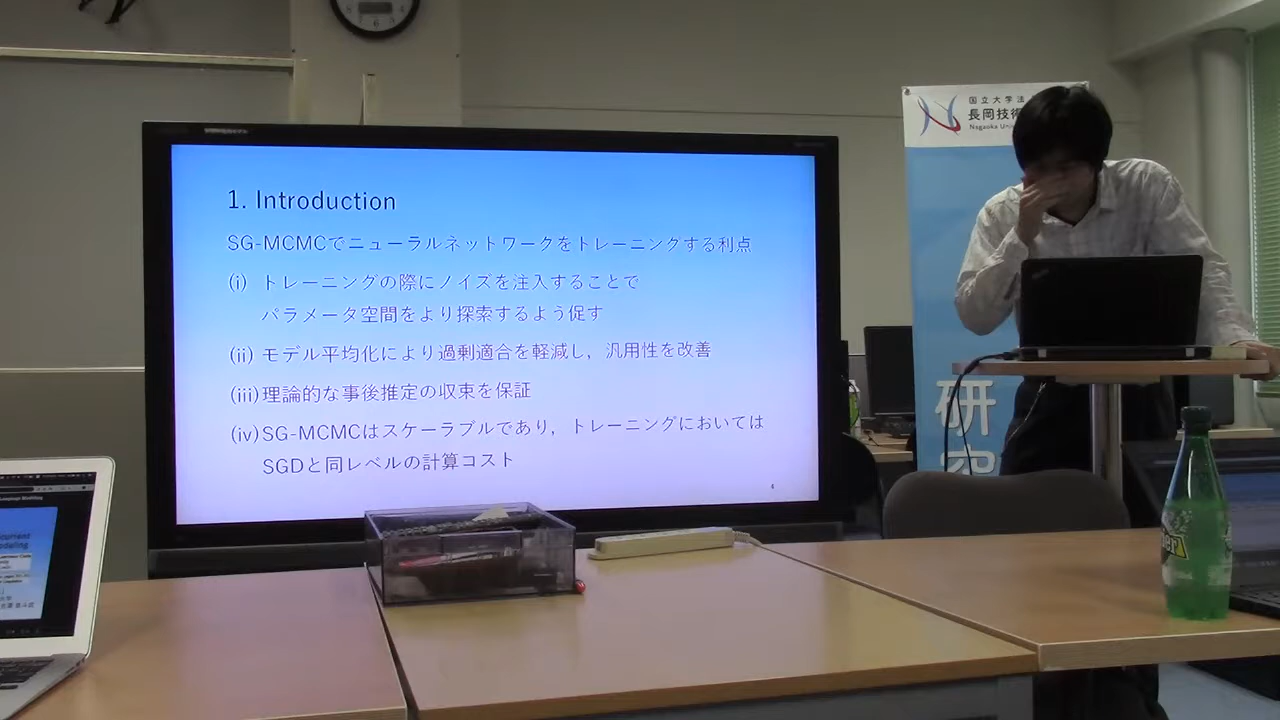 1. Introduction
SG-MCMCでニューラルネットワークをトレーニングする利点
(i) トレーニングの際にノイズを注入することで
パラメータ空間をより探索するよう促す
(ii) モデル平均化により過剰適合を軽減し，汎用性を改善
(iii)理論的な事後推定の収束を保証
(iv)SG-MCMCはスケーラブルであり，トレーニングにおいては
SGDと同レベルの計算コスト
4
国立大学法
長岡技術
Nagaoka Uni
研
究